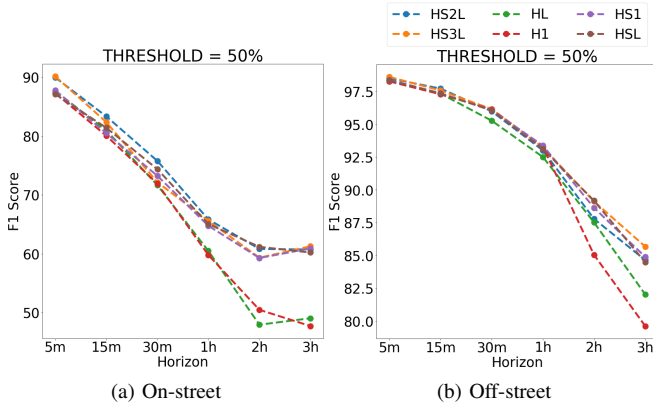 HS2L HL HS1
HS3L H1 HSL
THRESHOLD = 50%
90
80
70
60
50
F1 Score
5m 15m 30m 1h 2h 3h
Horizon
(a) On-street
THRESHOLD = 50%
97.5
95.0
92.5
90.0
87.5
85.0
82.5
80.0
F1 Score
5m 15m 30m 1h 2h 3h
Horizon
(b) Off-street